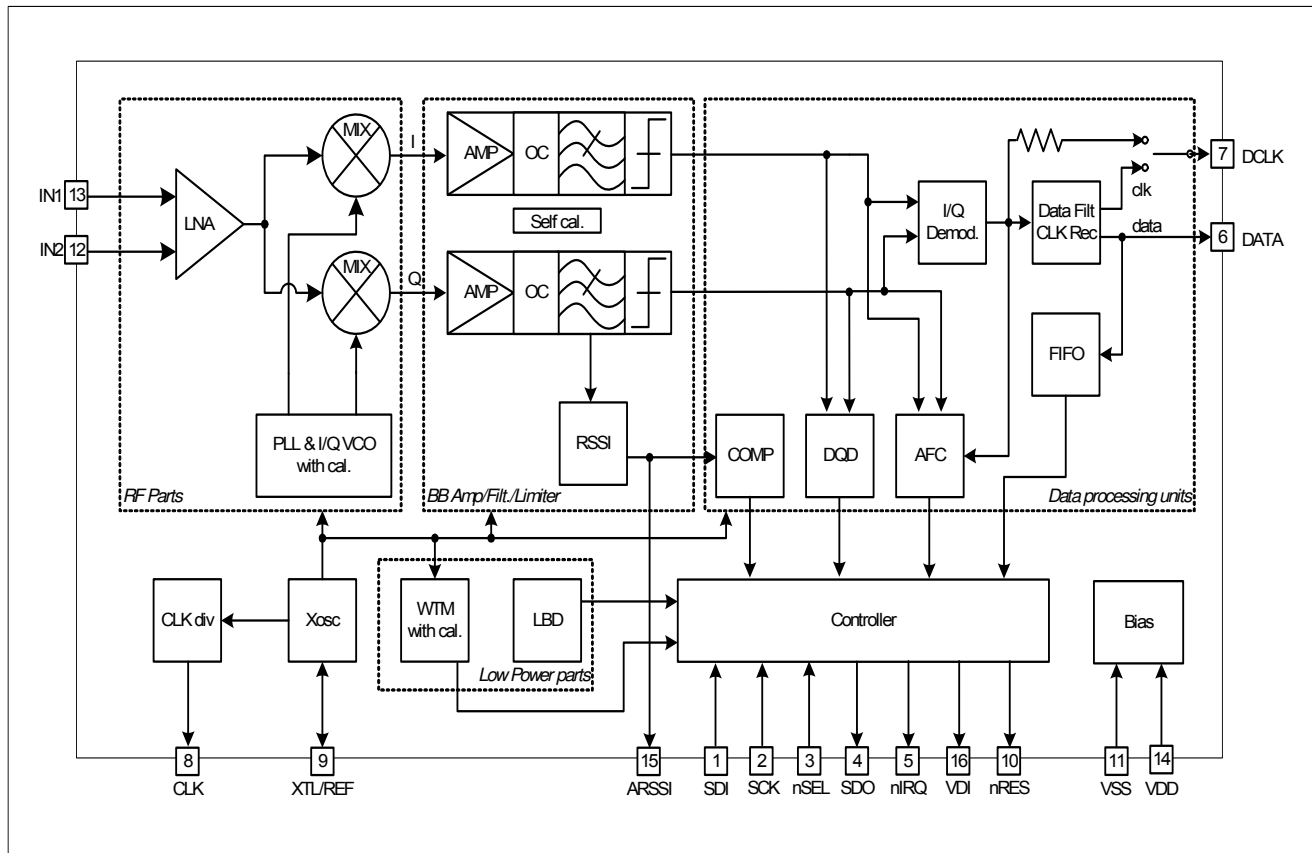 MIX
I
AMP
OC
7
DCLK
clk
IN1
13
LNA
Self cal.
I/Q
Demod.
Data Filt
CLK Rec
data
6
DATA
IN2
12
MIX
Q
AMP
OC
FIFO
PLL & I/Q VCO
with cal.
RSSI
COMP
DQD
AFC
RF Parts
BB Amp/Filt./Limiter
Data processing units
CLK div
Xosc
WTM
with cal.
LBD
Controller
Bias
Low Power parts
8
9
15
1
2
3
4
5
16
10
11
14
CLK
XTL/REF
ARSSI
SDI
SCK
nSEL
SDO
nIRQ
VDI
nRES
VSS
VDD